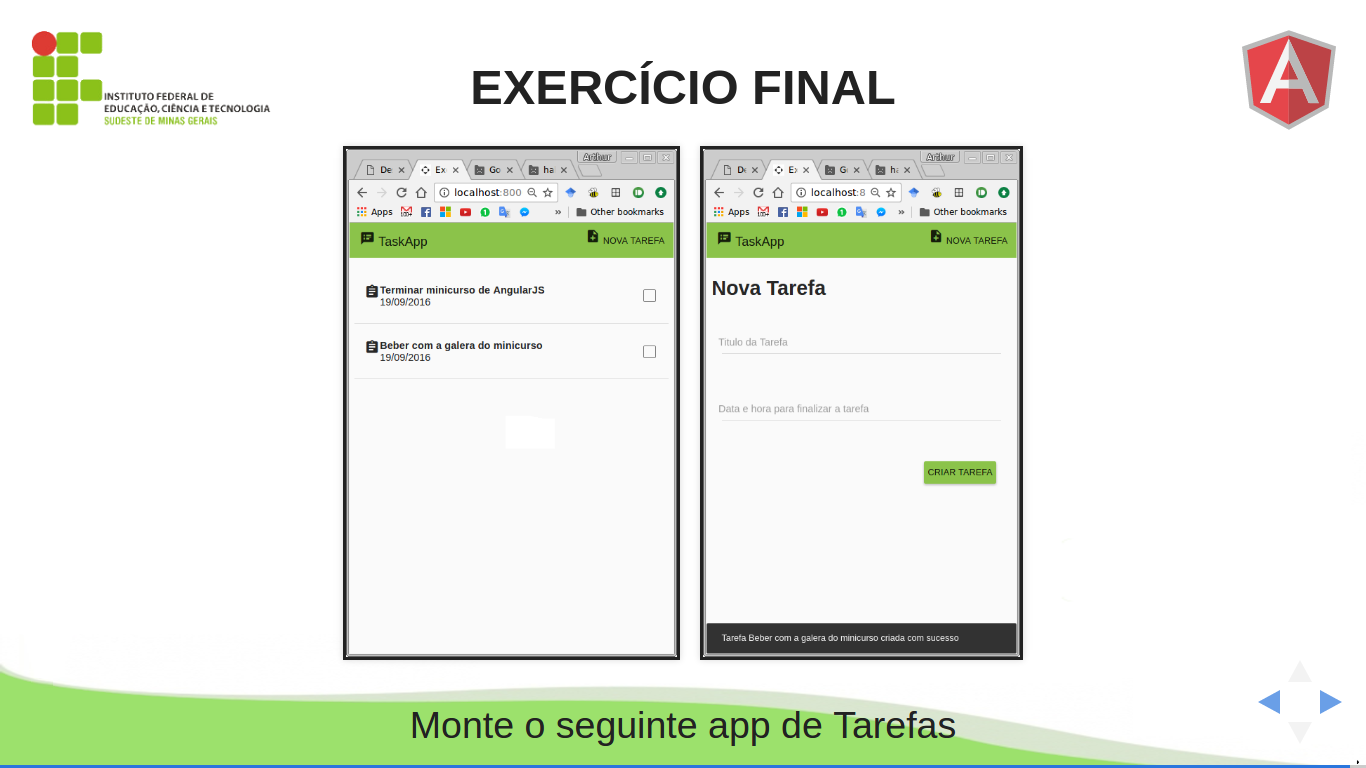 INSTITUTO FEDERAL DE
EDUCAÇÃO, CIÊNCIA E TECNOLOGIA
SUDESTE DE MINAS GERAIS
EXERCÍCIO FINAL
A
Arthur
De
Ex
Go
ha
localhost:800
Apps
»
Other bookmarks
TaskApp
NOVA TAREFA
Terminar minicurso de AngularJS
19/09/2016
Beber com a galera do minicurso
19/09/2016
Arthur
De
Ex
G
ha
localhost:8
Apps
»
Other bookmarks
TaskApp
NOVA TAREFA
Nova Tarefa
Titulo da Tarefa
Data e hora para finalizar a tarefa
CRIAR TAREFA
Tarefa Beber com a galera do minicurso criada com sucesso
Monte o seguinte app de Tarefas